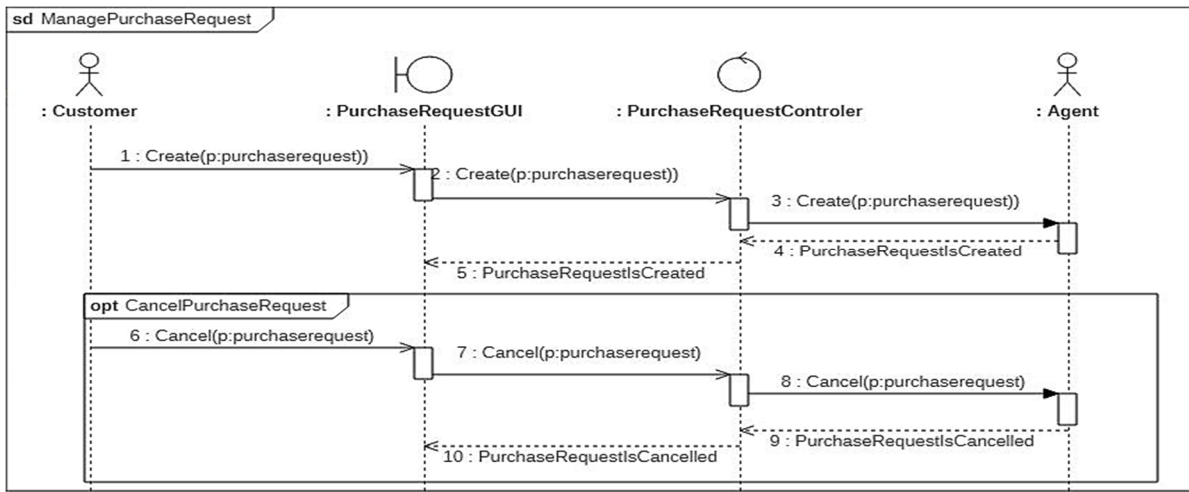 sd ManagePurchaseRequest
: Customer
: PurchaseRequestGUI
: PurchaseRequestControler
: Agent
1 : Create(p:purchaserequest))
2 : Create(p:purchaserequest))
3 : Create(p:purchaserequest))
4 : PurchaseRequestIsCreated
5 : PurchaseRequestIsCreated
opt CancelPurchaseRequest
6 : Cancel(p:purchaserequest)
7 : Cancel(p:purchaserequest)
8 : Cancel(p:purchaserequest)
9 : PurchaseRequestIsCancelled
10 : PurchaseRequestIsCancelled